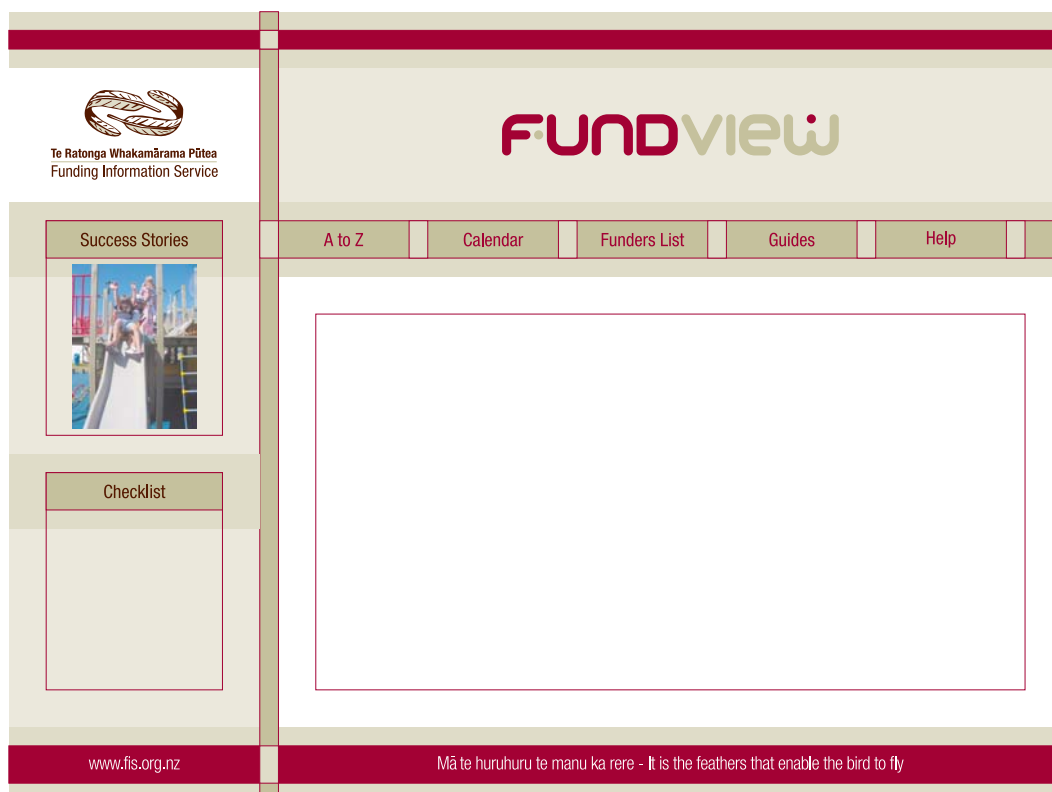 Te Ratonga Whakamārama Pūtea
Funding Information Service
FUNDVIEW
Success Stories
A to Z
Calendar
Funders List
Guides
Help
Checklist
www.fis.org.nz
Mā te huruhuru te manu ka rere - It is the feathers that enable the bird to fly